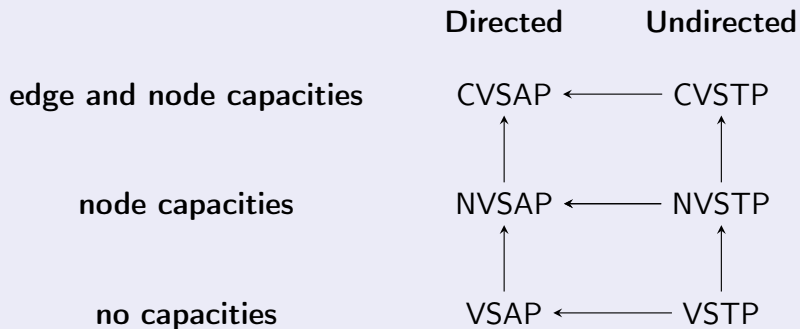 Directed Undirected
edge and node capacities CVSAP CVSTP
node capacities NVSAP NVSTP
no capacities VSAP VSTP